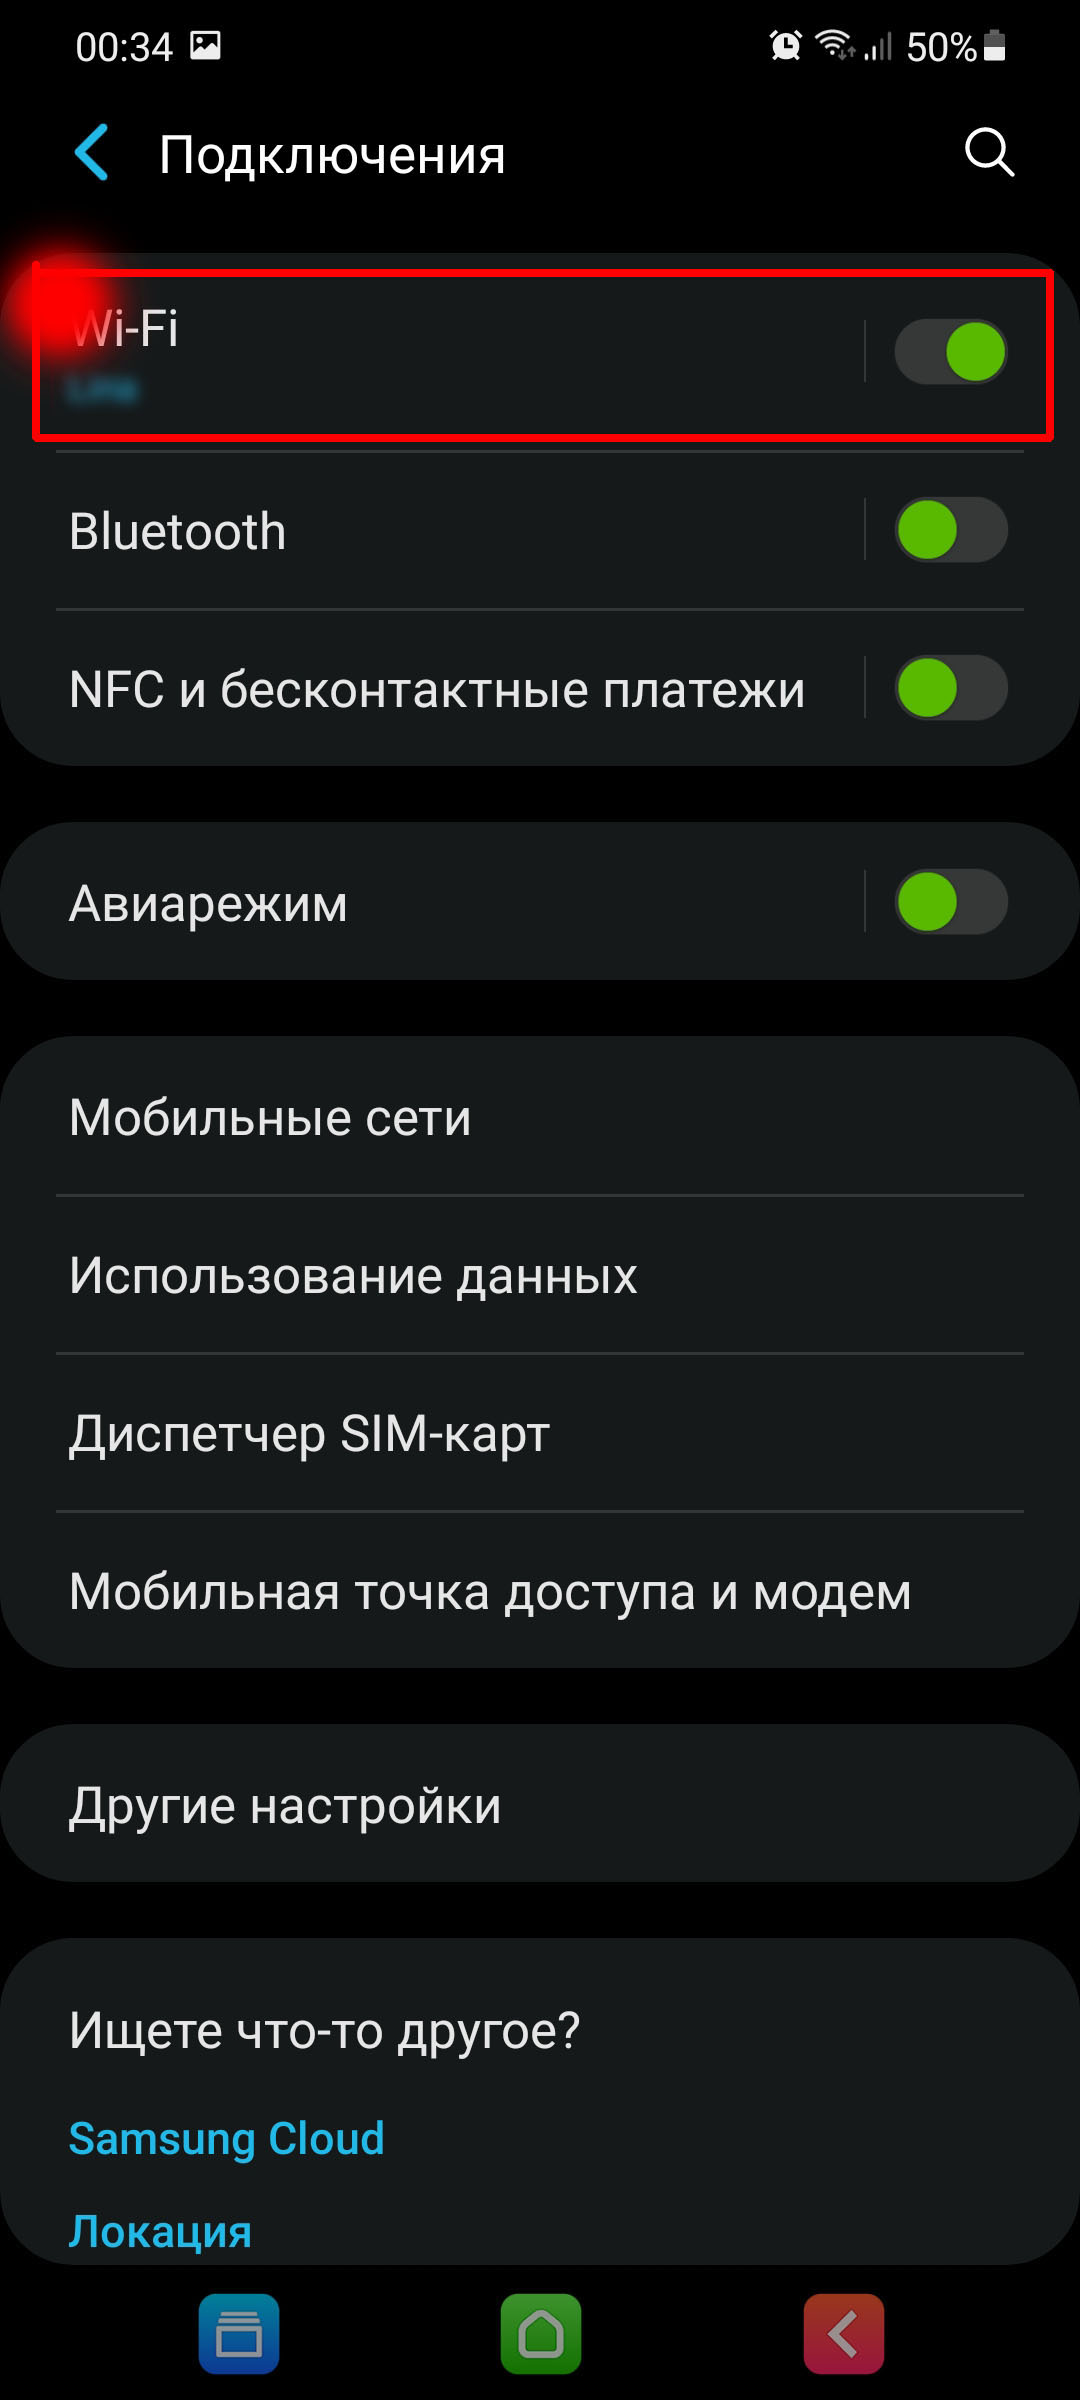 00:34 50%
Подключения
Wi-Fi
Bluetooth
NFC и бесконтактные платежи
Авиарежим
Мобильные сети
Использование данных
Диспетчер SIM-карт
Мобильная точка доступа и модем
Другие настройки
Ищете что-то другое?
Samsung Cloud
Локация